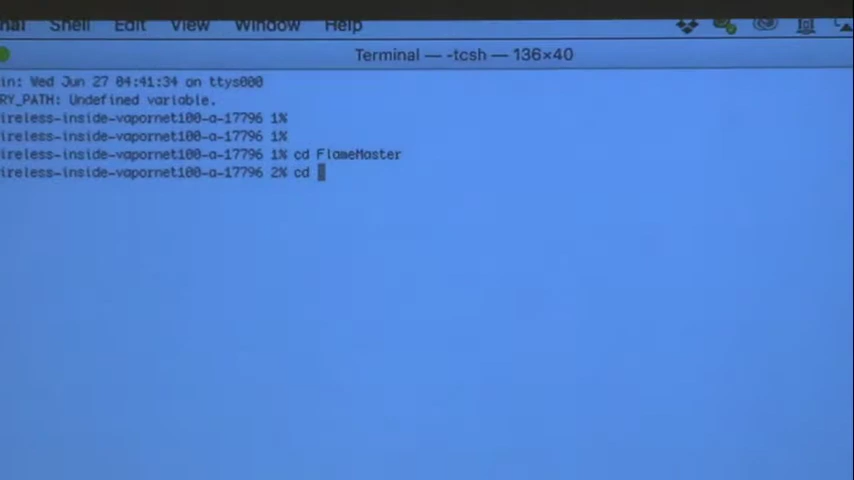 nal Shell Edit View Window Help
Terminal — -tcsh — 136×40
in: Wed Jun 27 04:41:34 on ttys000
RY_PATH: Undefined variable.
ireless-inside-vapornet100-a-17796 1%
ireless-inside-vapornet100-a-17796 1%
ireless-inside-vapornet100-a-17796 1% cd FlameMaster
ireless-inside-vapornet100-a-17796 2% cd